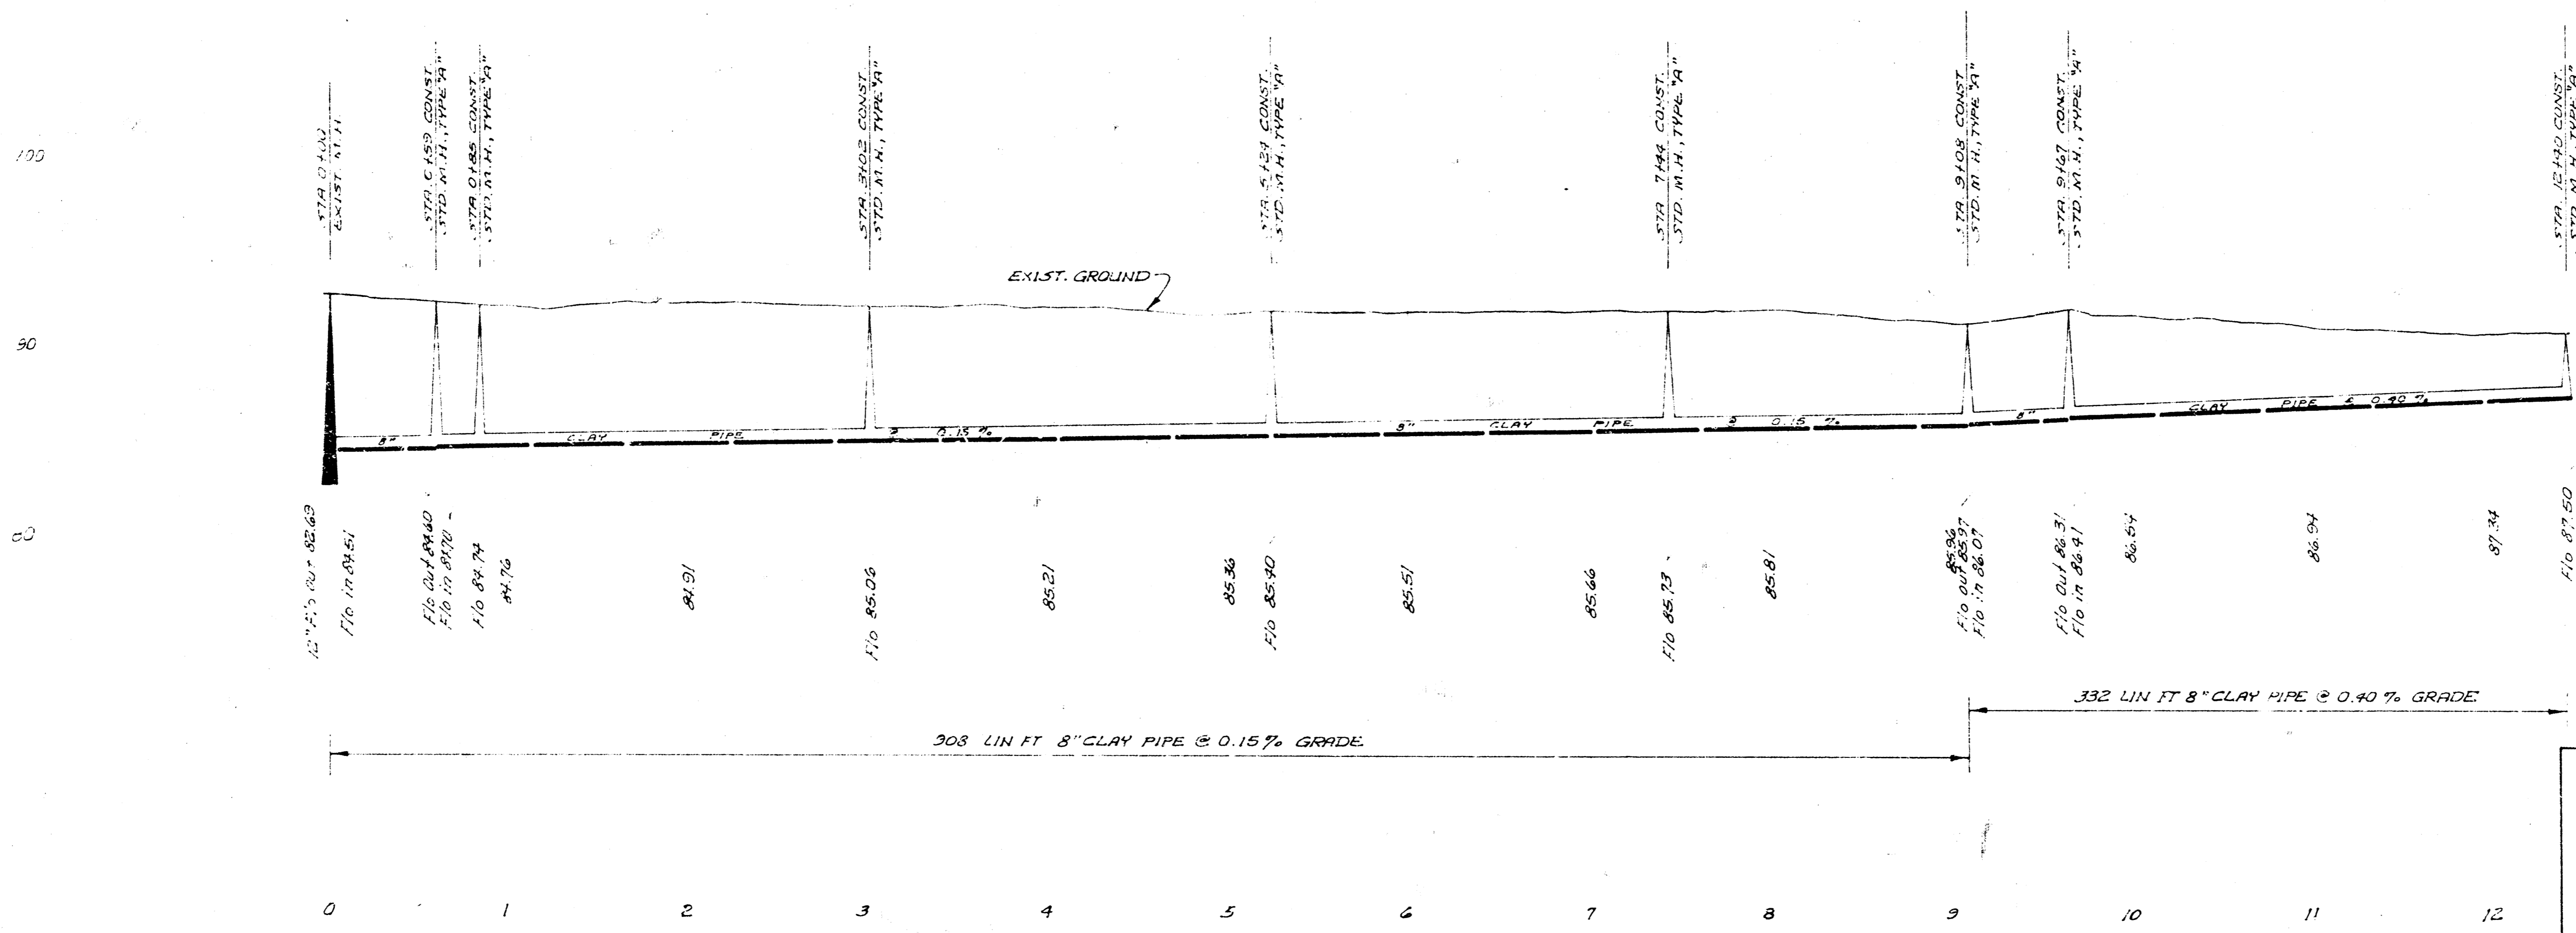 STA 0+00
EXIST. M.H.
STA. 0+59 CONST.
STD. M.H., TYPE "A"
STA 0+85 CONST.
STD. M.H., TYPE "A"
STA. 3+02 CONST.
STD. M.H., TYPE "A"
STA. 5+24 CONST.
STD. M.H., TYPE "A"
STA 7+44 CONST.
STD. M.H., TYPE "A"
STA 9+08 CONST.
STD. M.H., TYPE "A"
STA. 9+67 CONST.
STD. M.H., TYPE "A"
STA. 12+40 CONST.
STD. M.H. TYPE "A"
100
90
80
EXIST. GROUND
8" CLAY PIPE @ 0.15 %
8" CLAY PIPE @ 0.15 %
8" CLAY PIPE @ 0.40 %
12" F/o Out 82.69
F/o in 84.51
F/o Out 84.60
F/o in 84.70
F/o 84.74
84.76
84.91
F/o 85.06
85.21
85.36
F/o 85.40
85.51
85.66
F/o 85.73
85.81
85.96
F/o Out 85.97
F/o in 86.07
F/o Out 86.31
F/o in 86.41
86.54
86.94
87.34
F/o 87.50
332 LIN FT 8" CLAY PIPE @ 0.40 % GRADE
908 LIN FT 8" CLAY PIPE @ 0.15 % GRADE
0 1 2 3 4 5 6 7 8 9 10 11 12